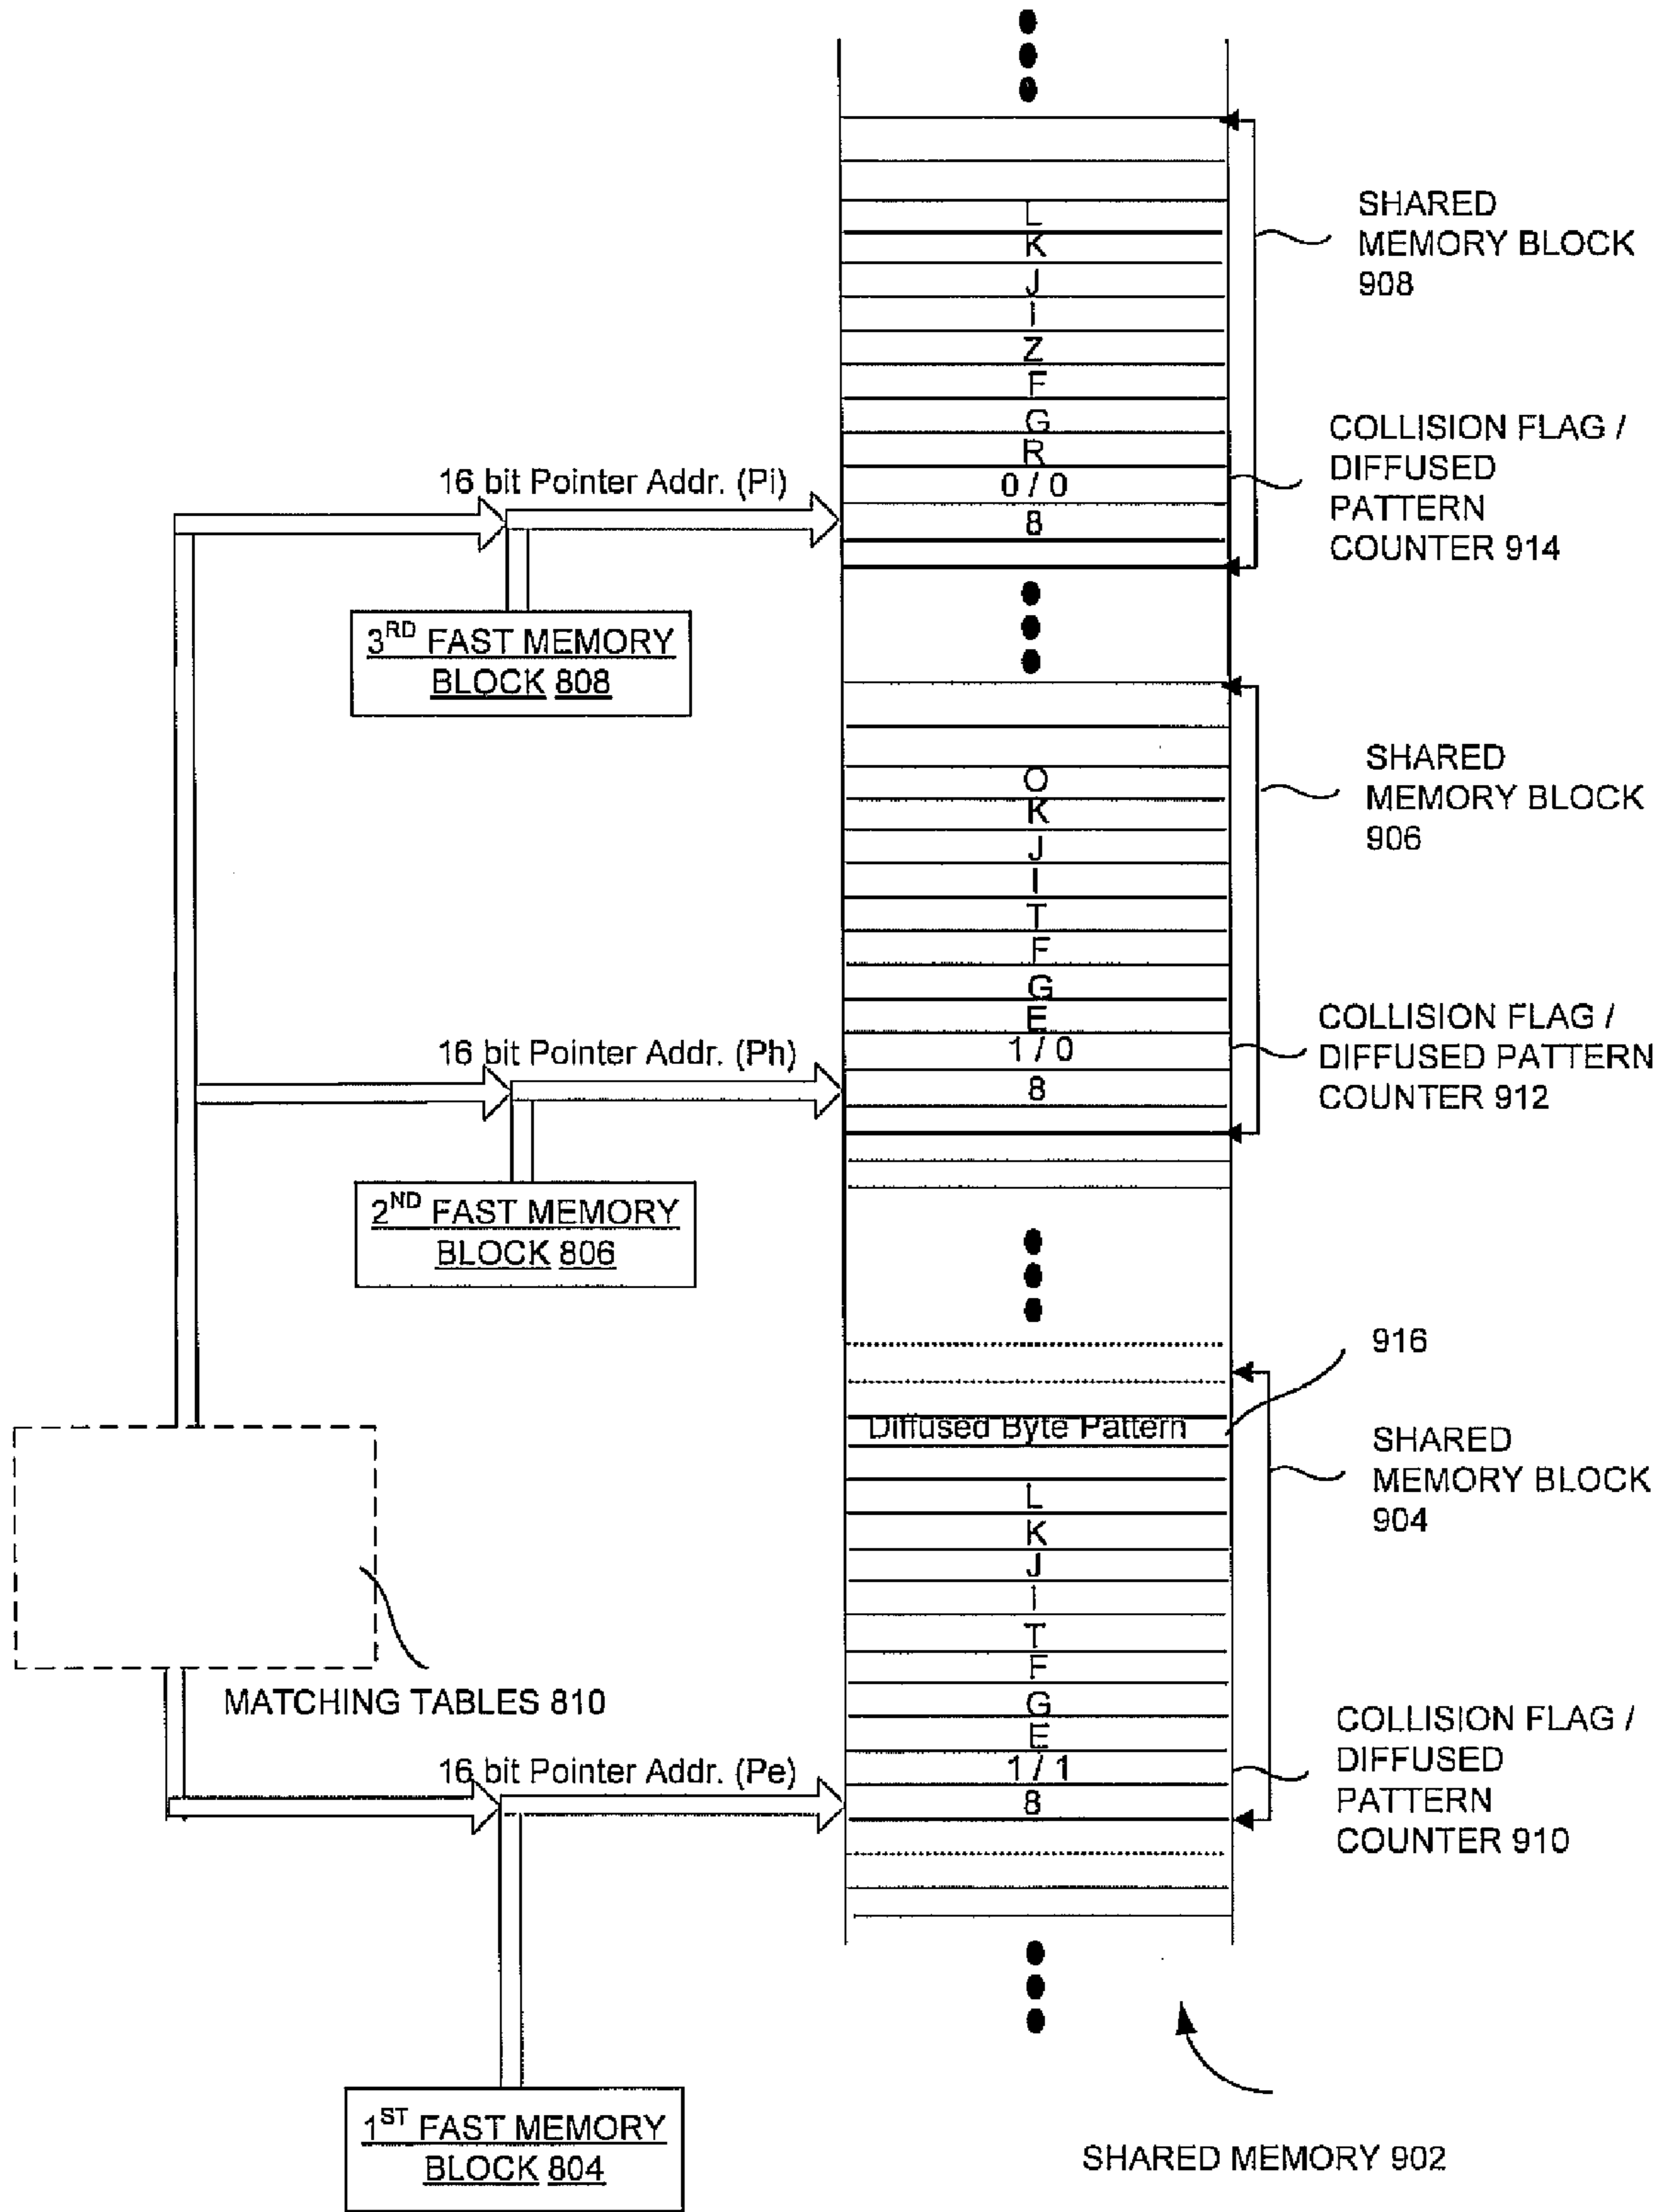 L
K
J
I
Z
F
G
R
0 / 0
8
SHARED
MEMORY BLOCK
908
COLLISION FLAG /
DIFFUSED
PATTERN
COUNTER 914
16 bit Pointer Addr. (Pi)
3RD FAST MEMORY
BLOCK 808
O
K
J
I
T
F
G
E
1 / 0
8
SHARED
MEMORY BLOCK
906
COLLISION FLAG /
DIFFUSED PATTERN
COUNTER 912
16 bit Pointer Addr. (Ph)
2ND FAST MEMORY
BLOCK 806
916
Diffused Byte Pattern
L
K
J
I
T
F
G
E
1 / 1
8
SHARED
MEMORY BLOCK
904
COLLISION FLAG /
DIFFUSED
PATTERN
COUNTER 910
MATCHING TABLES 810
16 bit Pointer Addr. (Pe)
1ST FAST MEMORY
BLOCK 804
SHARED MEMORY 902